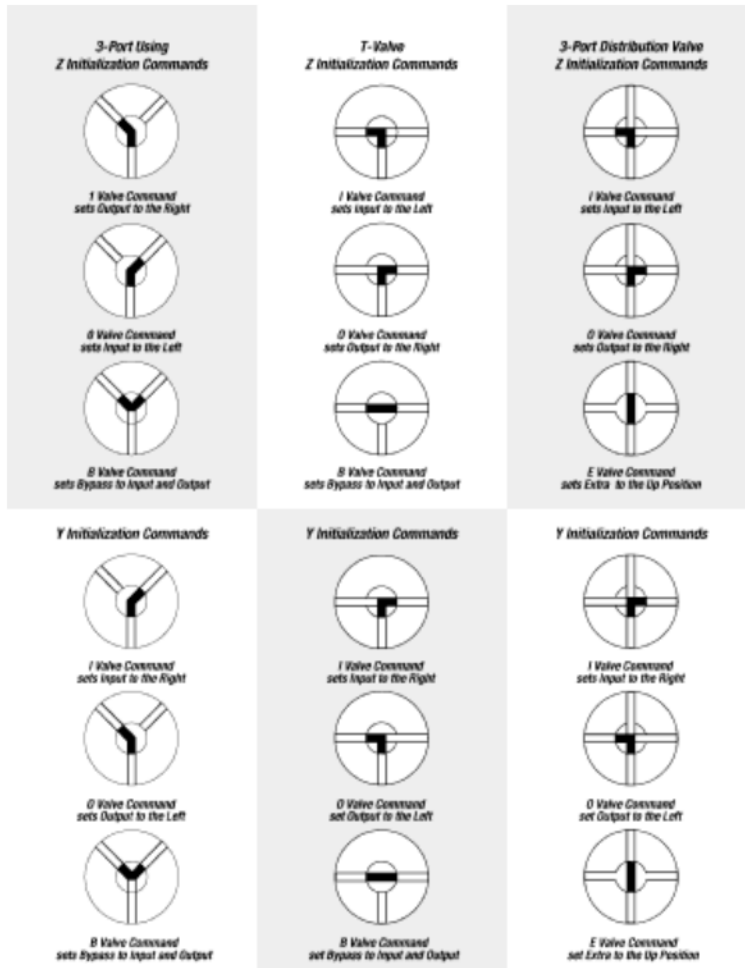 3-Port Using
Z Initialization Commands
1 Valve Command
sets Output to the Right
0 Valve Command
sets Input to the Left
B Valve Command
sets Bypass to Input and Output
T-Valve
Z Initialization Commands
I Valve Command
sets Input to the Left
O Valve Command
sets Output to the Right
B Valve Command
sets Bypass to Input and Output
3-Port Distribution Valve
Z Initialization Commands
I Valve Command
sets Input to the Left
O Valve Command
sets Output to the Right
E Valve Command
sets Extra to the Up Position
Y Initialization Commands
I Valve Command
sets Input to the Right
O Valve Command
sets Output to the Left
B Valve Command
sets Bypass to Input and Output
Y Initialization Commands
I Valve Command
sets Input to the Right
O Valve Command
set Output to the Left
B Valve Command
set Bypass to Input and Output
Y Initialization Commands
I Valve Command
sets Input to the Right
O Valve Command
set Output to the Left
E Valve Command
set Extra to the Up Position